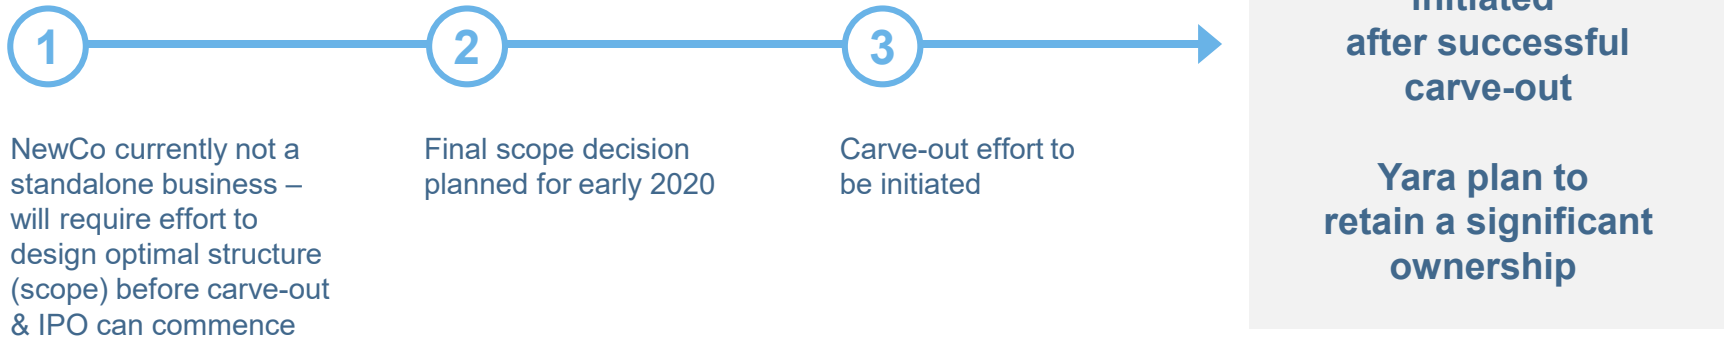 1
2
3
NewCo currently not a
standalone business –
will require effort to
design optimal structure
(scope) before carve-out
& IPO can commence
Final scope decision
planned for early 2020
Carve-out effort to
be initiated
initiated
after successful
carve-out
Yara plan to
retain a significant
ownership